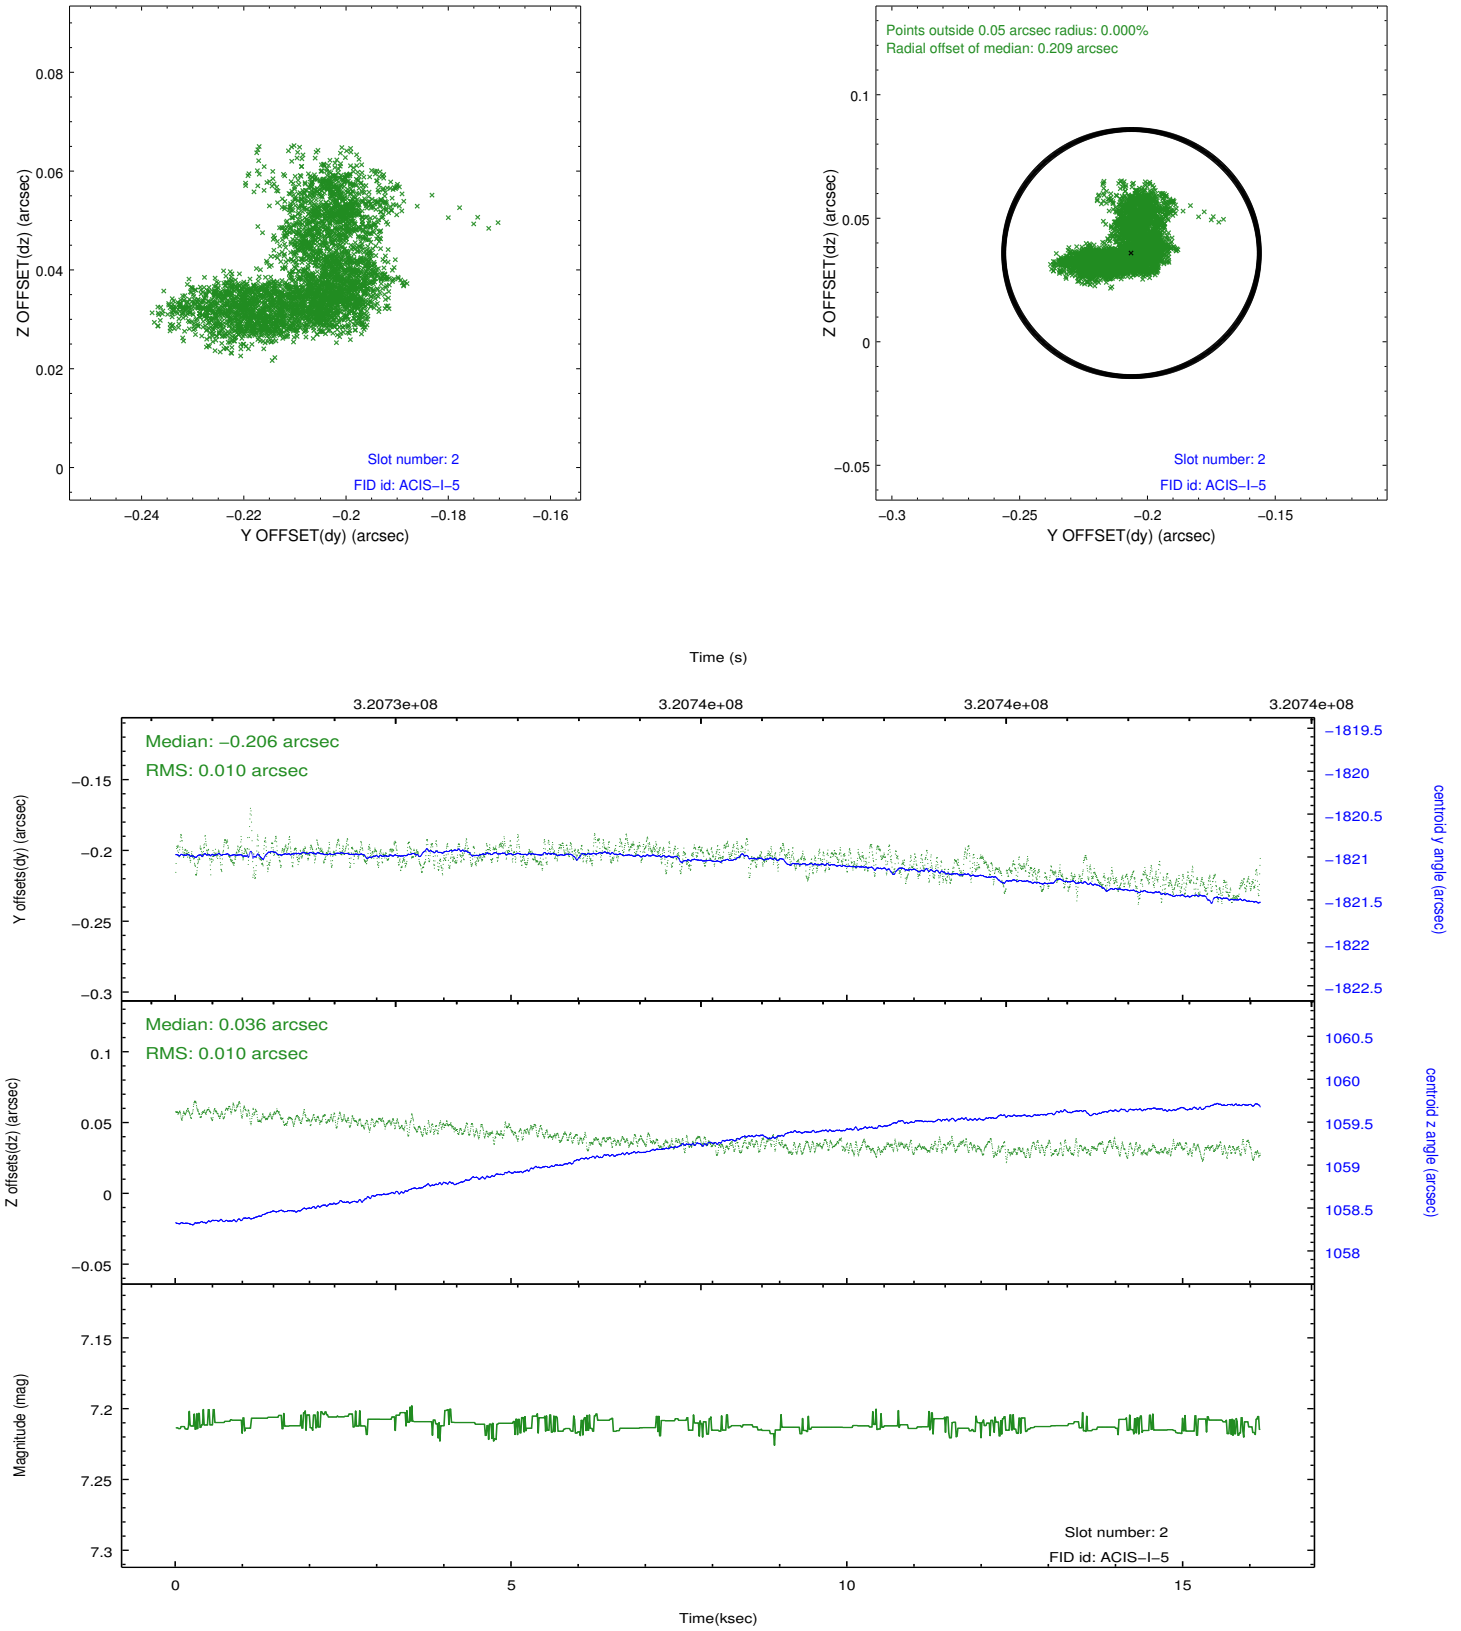 0.08
0.06
0.04
0.02
0
Z OFFSET(dz) (arcsec)
−0.24
−0.22
−0.2
−0.18
−0.16
Y OFFSET(dy) (arcsec)
Slot number: 2
FID id: ACIS−I−5
Points outside 0.05 arcsec radius: 0.000%
Radial offset of median: 0.209 arcsec
0.1
0.05
0
−0.05
Z OFFSET(dz) (arcsec)
−0.3
−0.25
−0.2
−0.15
Y OFFSET(dy) (arcsec)
Slot number: 2
FID id: ACIS−I−5
Time (s)
3.2073e+08
3.2074e+08
3.2074e+08
3.2074e+08
Median: −0.206 arcsec
RMS: 0.010 arcsec
−0.15
−0.2
−0.25
−0.3
Y offsets(dy) (arcsec)
−1819.5
−1820
−1820.5
−1821
−1821.5
−1822
−1822.5
centroid y angle (arcsec)
Median: 0.036 arcsec
RMS: 0.010 arcsec
0.1
0.05
0
−0.05
Z offsets(dz) (arcsec)
1060.5
1060
1059.5
1059
1058.5
1058
centroid z angle (arcsec)
7.15
7.2
7.25
7.3
Magnitude (mag)
Slot number: 2
FID id: ACIS−I−5
0
5
10
15
Time(ksec)